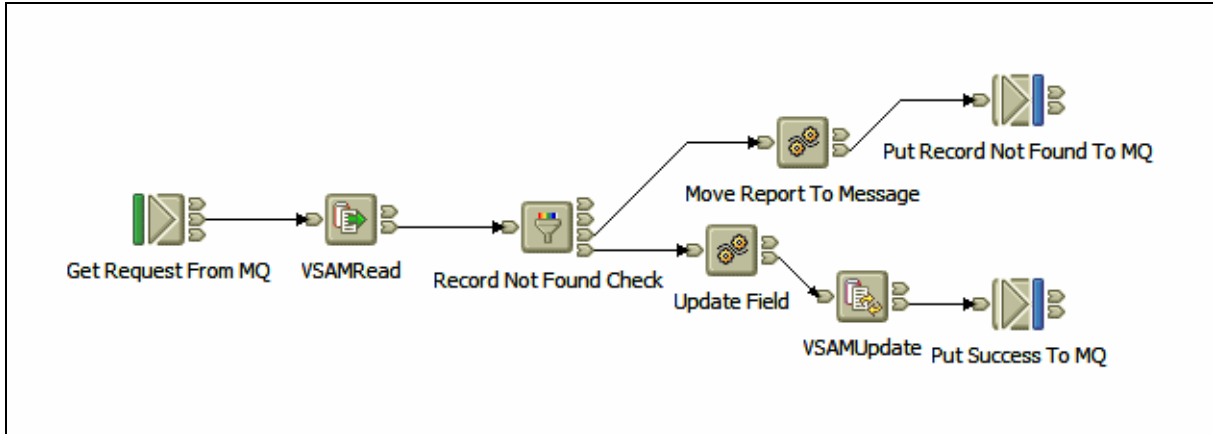 Put Record Not Found To MQ
Move Report To Message
Get Request From MQ
VSAMRead
Record Not Found Check
Update Field
VSAMUpdate
Put Success To MQ